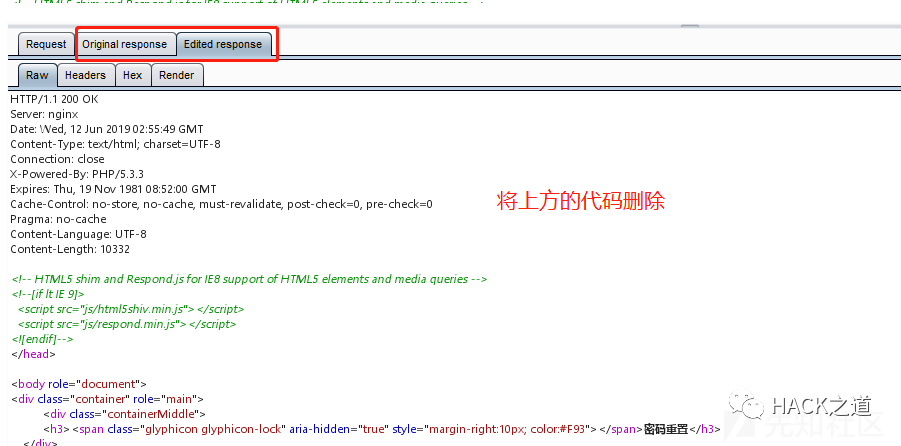 Request Original response Edited response
Raw Headers Hex Render
HTTP/1.1 200 OK
Server: nginx
Date: Wed, 12 Jun 2019 02:55:49 GMT
Content-Type: text/html; charset=UTF-8
Connection: close
X-Powered-By: PHP/5.3.3
Expires: Thu, 19 Nov 1981 08:52:00 GMT
Cache-Control: no-store, no-cache, must-revalidate, post-check=0, pre-check=0
将上方的代码删除
Pragma: no-cache
Content-Language: UTF-8
Content-Length: 10332
<!-- HTML5 shim and Respond.js for IE8 support of HTML5 elements and media queries -->
<!--[if lt IE 9]>
<script src="js/html5shiv.min.js"></script>
<script src="js/respond.min.js"></script>
<![endif]-->
</head>
<body role="document">
<div class="container" role="main">
<div class="containerMiddle">
<h3><span class="glyphicon glyphicon-lock" aria-hidden="true" style="margin-right:10px; color:#F93"></span>密码重置</h3>
</div>
HACK之道
先知社区